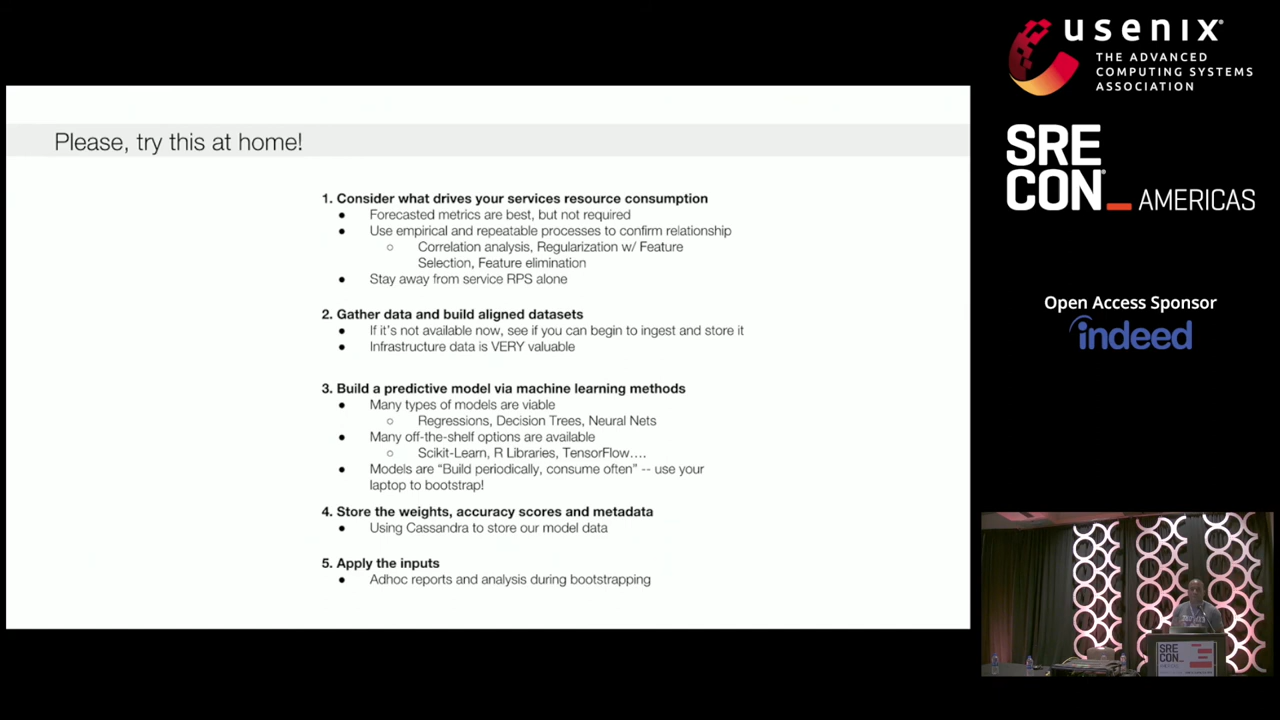 Please, try this at home!
1. Consider what drives your services resource consumption
● Forecasted metrics are best, but not required
● Use empirical and repeatable processes to confirm relationship
○ Correlation analysis, Regularization w/ Feature
Selection, Feature elimination
● Stay away from service RPS alone
2. Gather data and build aligned datasets
● If it's not available now, see if you can begin to ingest and store it
● Infrastructure data is VERY valuable
3. Build a predictive model via machine learning methods
● Many types of models are viable
○ Regressions, Decision Trees, Neural Nets
● Many off-the-shelf options are available
○ Scikit-Learn, R Libraries, TensorFlow....
● Models are “Build periodically, consume often” -- use your
laptop to bootstrap!
4. Store the weights, accuracy scores and metadata
● Using Cassandra to store our model data
5. Apply the inputs
● Adhoc reports and analysis during bootstrapping
usenix®
THE ADVANCED
COMPUTING SYSTEMS
ASSOCIATION
SRE
CON® AMERICAS
Open Access Sponsor
indeed
SRE
CON